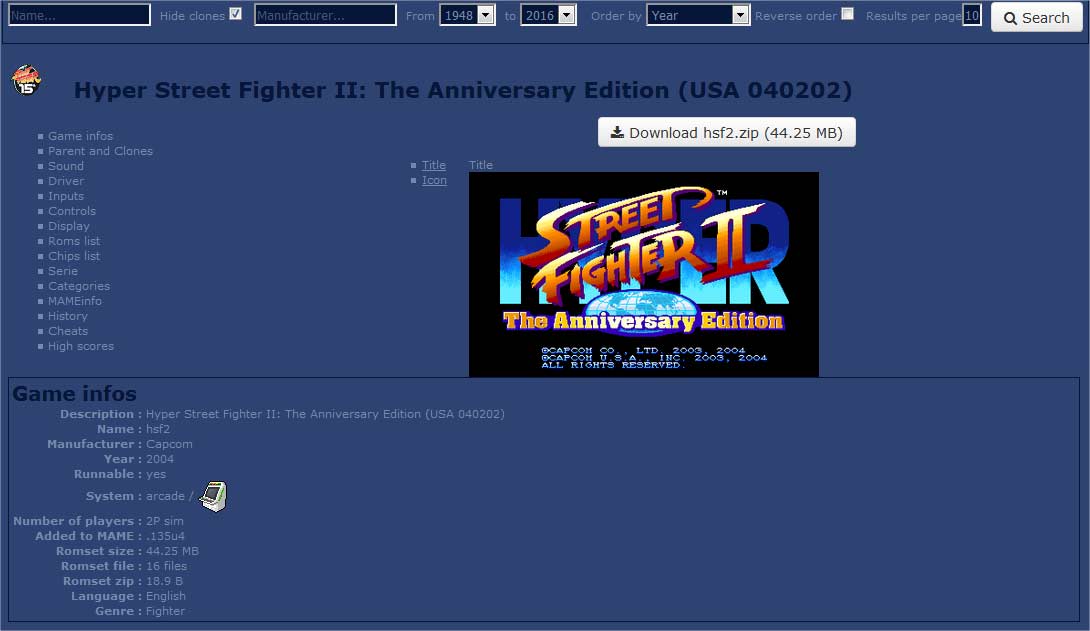 Name... Hide clones Manufacturer... From 1948 to 2016 Order by Year Reverse order Results per page 10 Search
15th
Hyper Street Fighter II: The Anniversary Edition (USA 040202)
Download hsf2.zip (44.25 MB)
Game infos
Parent and Clones
Sound
Driver
Inputs
Controls
Display
Roms list
Chips list
Serie
Categories
MAMEinfo
History
Cheats
High scores
Title
Icon
Title
HYPER
STREET
FIGHTER II
TM
The Anniversary Edition
©CAPCOM CO., LTD. 2003, 2004
©CAPCOM U.S.A., INC. 2003, 2004
ALL RIGHTS RESERVED.
Game infos
Description : Hyper Street Fighter II: The Anniversary Edition (USA 040202)
Name : hsf2
Manufacturer : Capcom
Year : 2004
Runnable : yes
System : arcade /
Number of players : 2P sim
Added to MAME : .135u4
Romset size : 44.25 MB
Romset file : 16 files
Romset zip : 18.9 B
Language : English
Genre : Fighter